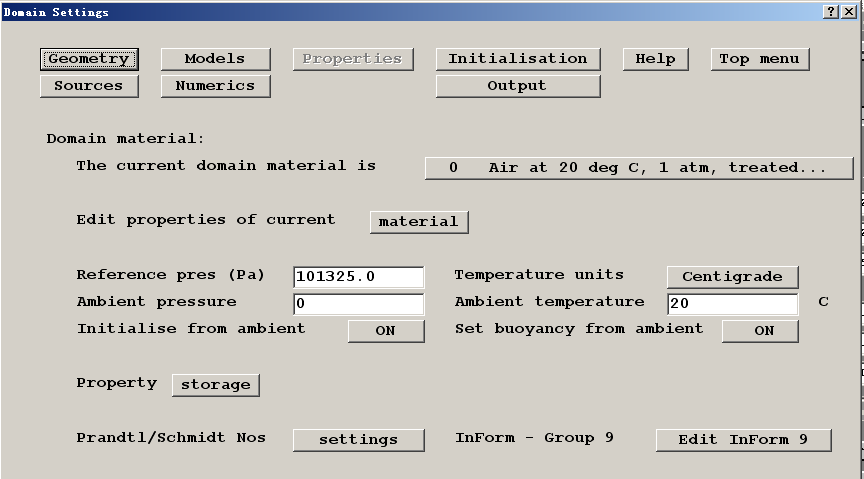 Domain Settings
Geometry Models Properties Initialisation Help Top menu
Sources Numerics Output
Domain material:
The current domain material is 0 Air at 20 deg C, 1 atm, treated...
Edit properties of current material
Reference pres (Pa) 101325.0 Temperature units Centigrade
Ambient pressure 0 Ambient temperature 20 C
Initialise from ambient ON Set buoyancy from ambient ON
Property storage
Prandtl/Schmidt Nos settings InForm - Group 9 Edit InForm 9